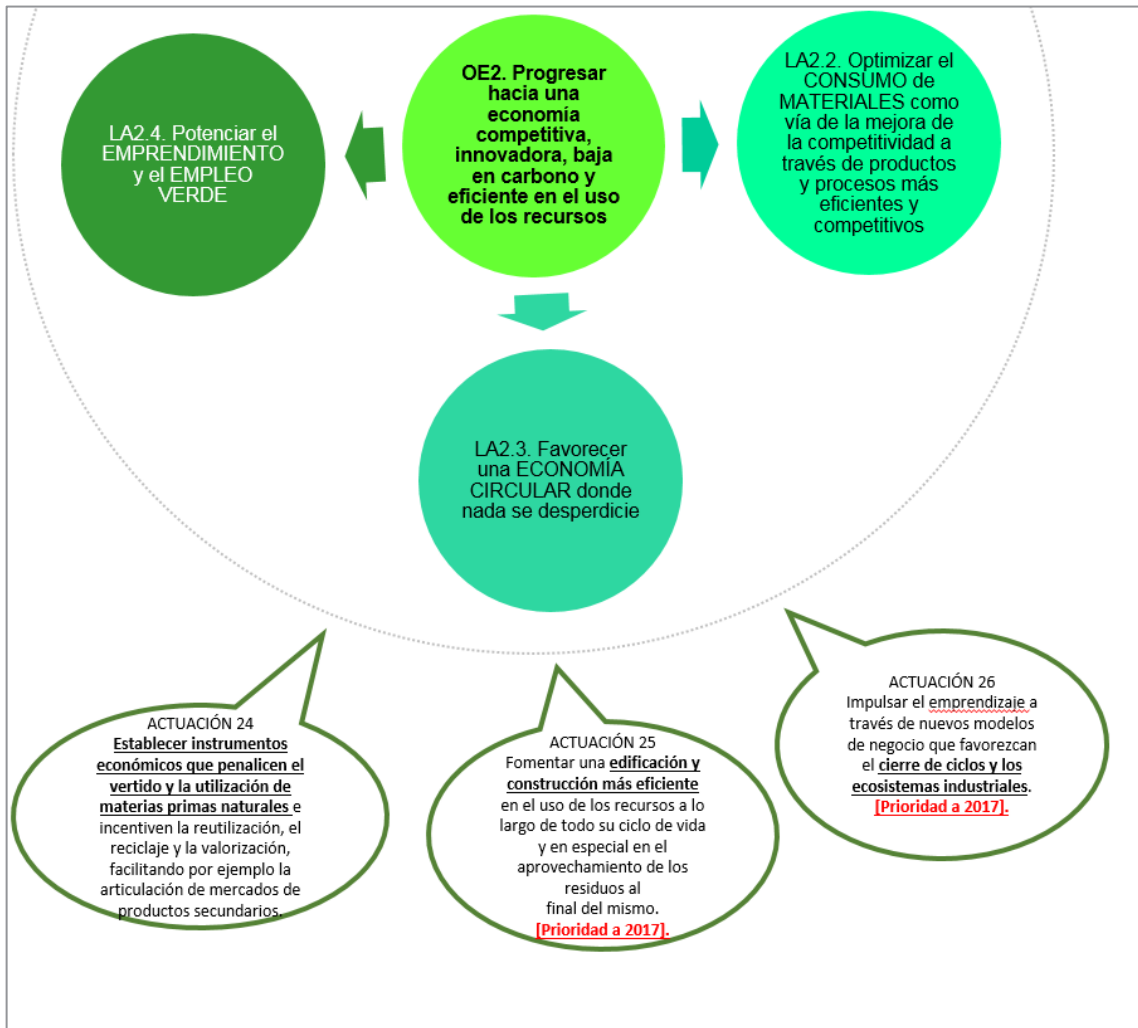 OE2. Progresar
hacia una
economía
competitiva,
innovadora, baja
en carbono y
eficiente en el uso
de los recursos
LA2.4. Potenciar el
EMPRENDIMIENTO
y el EMPLEO
VERDE
LA2.2. Optimizar el
CONSUMO de
MATERIALES como
vía de la mejora de
la competitividad a
través de productos
y procesos más
eficientes y
competitivos
LA2.3. Favorecer
una ECONOMÍA
CIRCULAR donde
nada se desperdicie
ACTUACIÓN 24
Establecer instrumentos
económicos que penalicen el
vertido y la utilización de
materias primas naturales e
incentiven la reutilización, el
reciclaje y la valorización,
facilitando por ejemplo la
articulación de mercados de
productos secundarios.
ACTUACIÓN 25
Fomentar una edificación y
construcción más eficiente
en el uso de los recursos a lo
largo de todo su ciclo de vida
y en especial en el
aprovechamiento de los
residuos al
final del mismo.
[Prioridad a 2017].
ACTUACIÓN 26
Impulsar el emprendizaje a
través de nuevos modelos
de negocio que favorezcan
el cierre de ciclos y los
ecosistemas industriales.
[Prioridad a 2017].